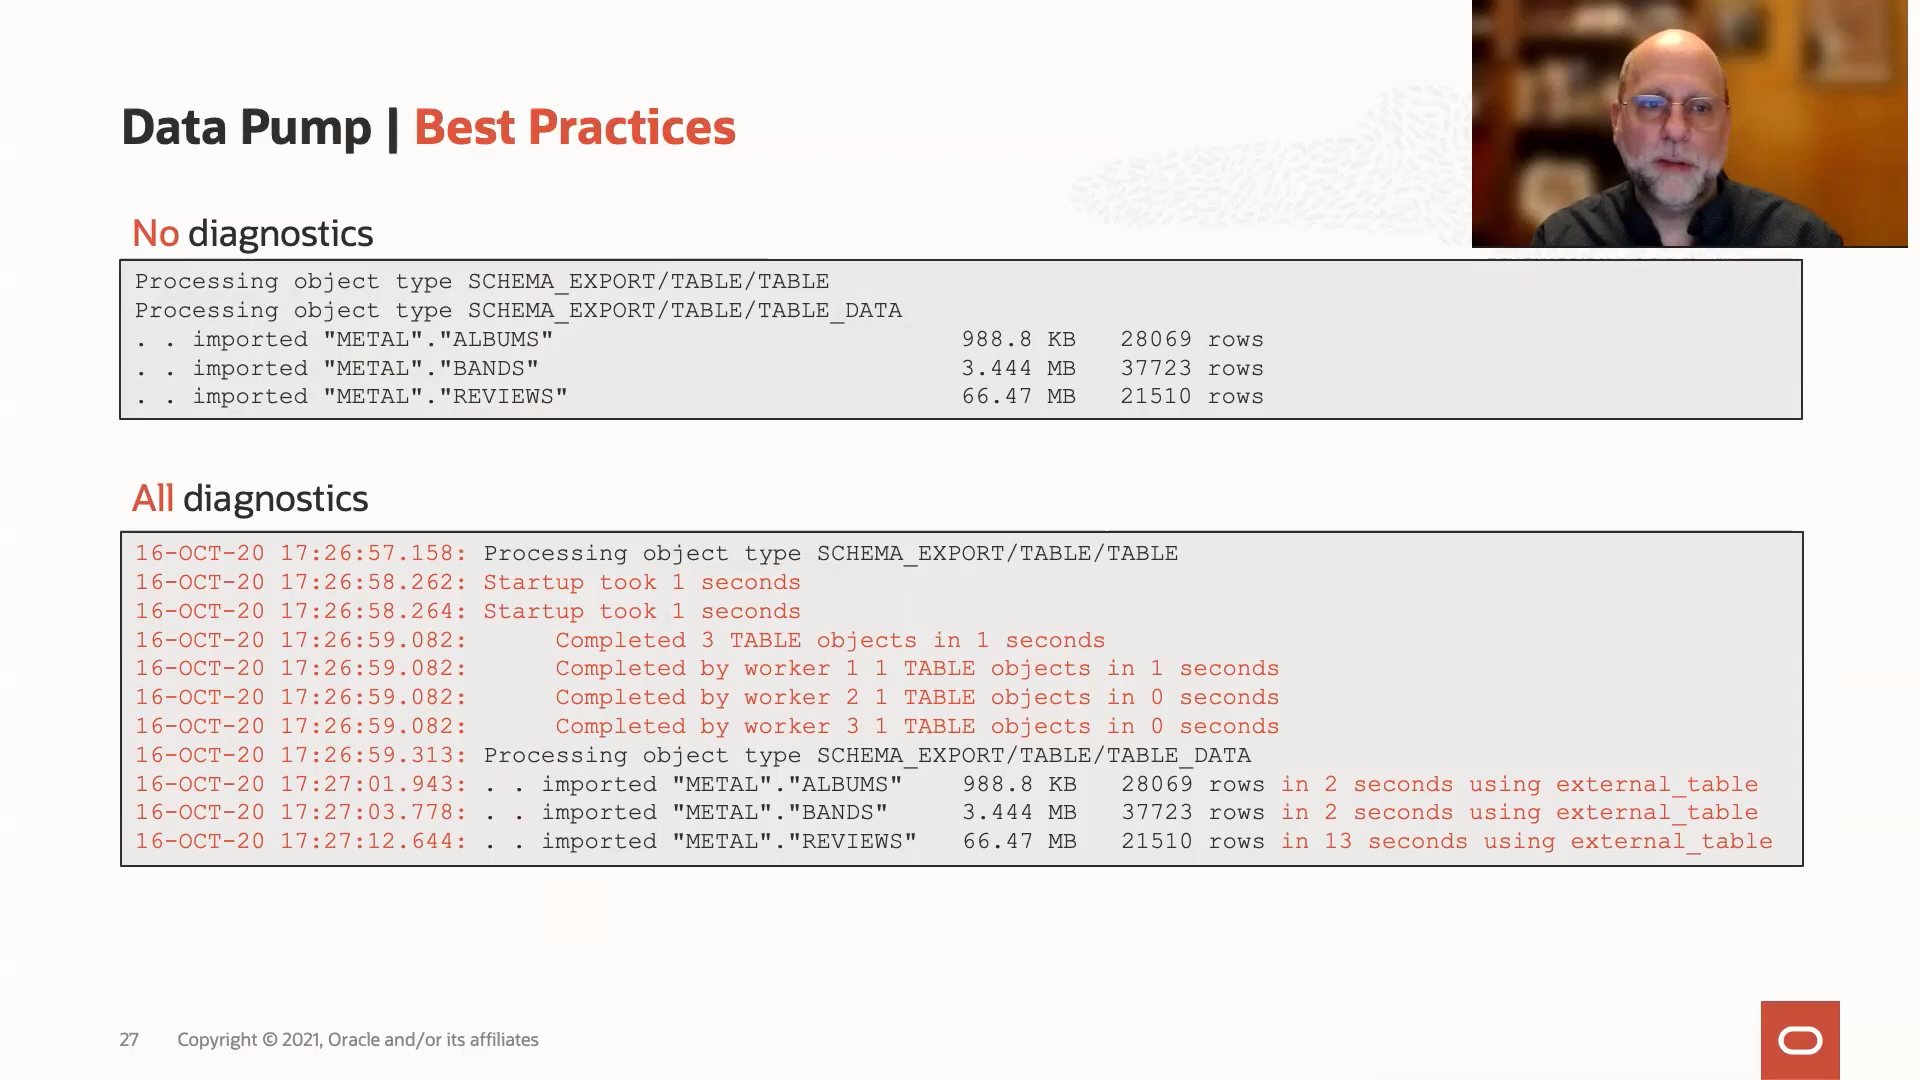 Data Pump | Best Practices
No diagnostics
Processing object type SCHEMA_EXPORT/TABLE/TABLE
Processing object type SCHEMA_EXPORT/TABLE/TABLE_DATA
. . imported "METAL"."ALBUMS" 988.8 KB 28069 rows
. . imported "METAL"."BANDS" 3.444 MB 37723 rows
. . imported "METAL"."REVIEWS" 66.47 MB 21510 rows
All diagnostics
16-OCT-20 17:26:57.158: Processing object type SCHEMA_EXPORT/TABLE/TABLE
16-OCT-20 17:26:58.262: Startup took 1 seconds
16-OCT-20 17:26:58.264: Startup took 1 seconds
16-OCT-20 17:26:59.082: Completed 3 TABLE objects in 1 seconds
16-OCT-20 17:26:59.082: Completed by worker 1 1 TABLE objects in 1 seconds
16-OCT-20 17:26:59.082: Completed by worker 2 1 TABLE objects in 0 seconds
16-OCT-20 17:26:59.082: Completed by worker 3 1 TABLE objects in 0 seconds
16-OCT-20 17:26:59.313: Processing object type SCHEMA_EXPORT/TABLE/TABLE_DATA
16-OCT-20 17:27:01.943: . . imported "METAL"."ALBUMS" 988.8 KB 28069 rows in 2 seconds using external_table
16-OCT-20 17:27:03.778: . . imported "METAL"."BANDS" 3.444 MB 37723 rows in 2 seconds using external_table
16-OCT-20 17:27:12.644: . . imported "METAL"."REVIEWS" 66.47 MB 21510 rows in 13 seconds using external_table
27 Copyright © 2021, Oracle and/or its affiliates